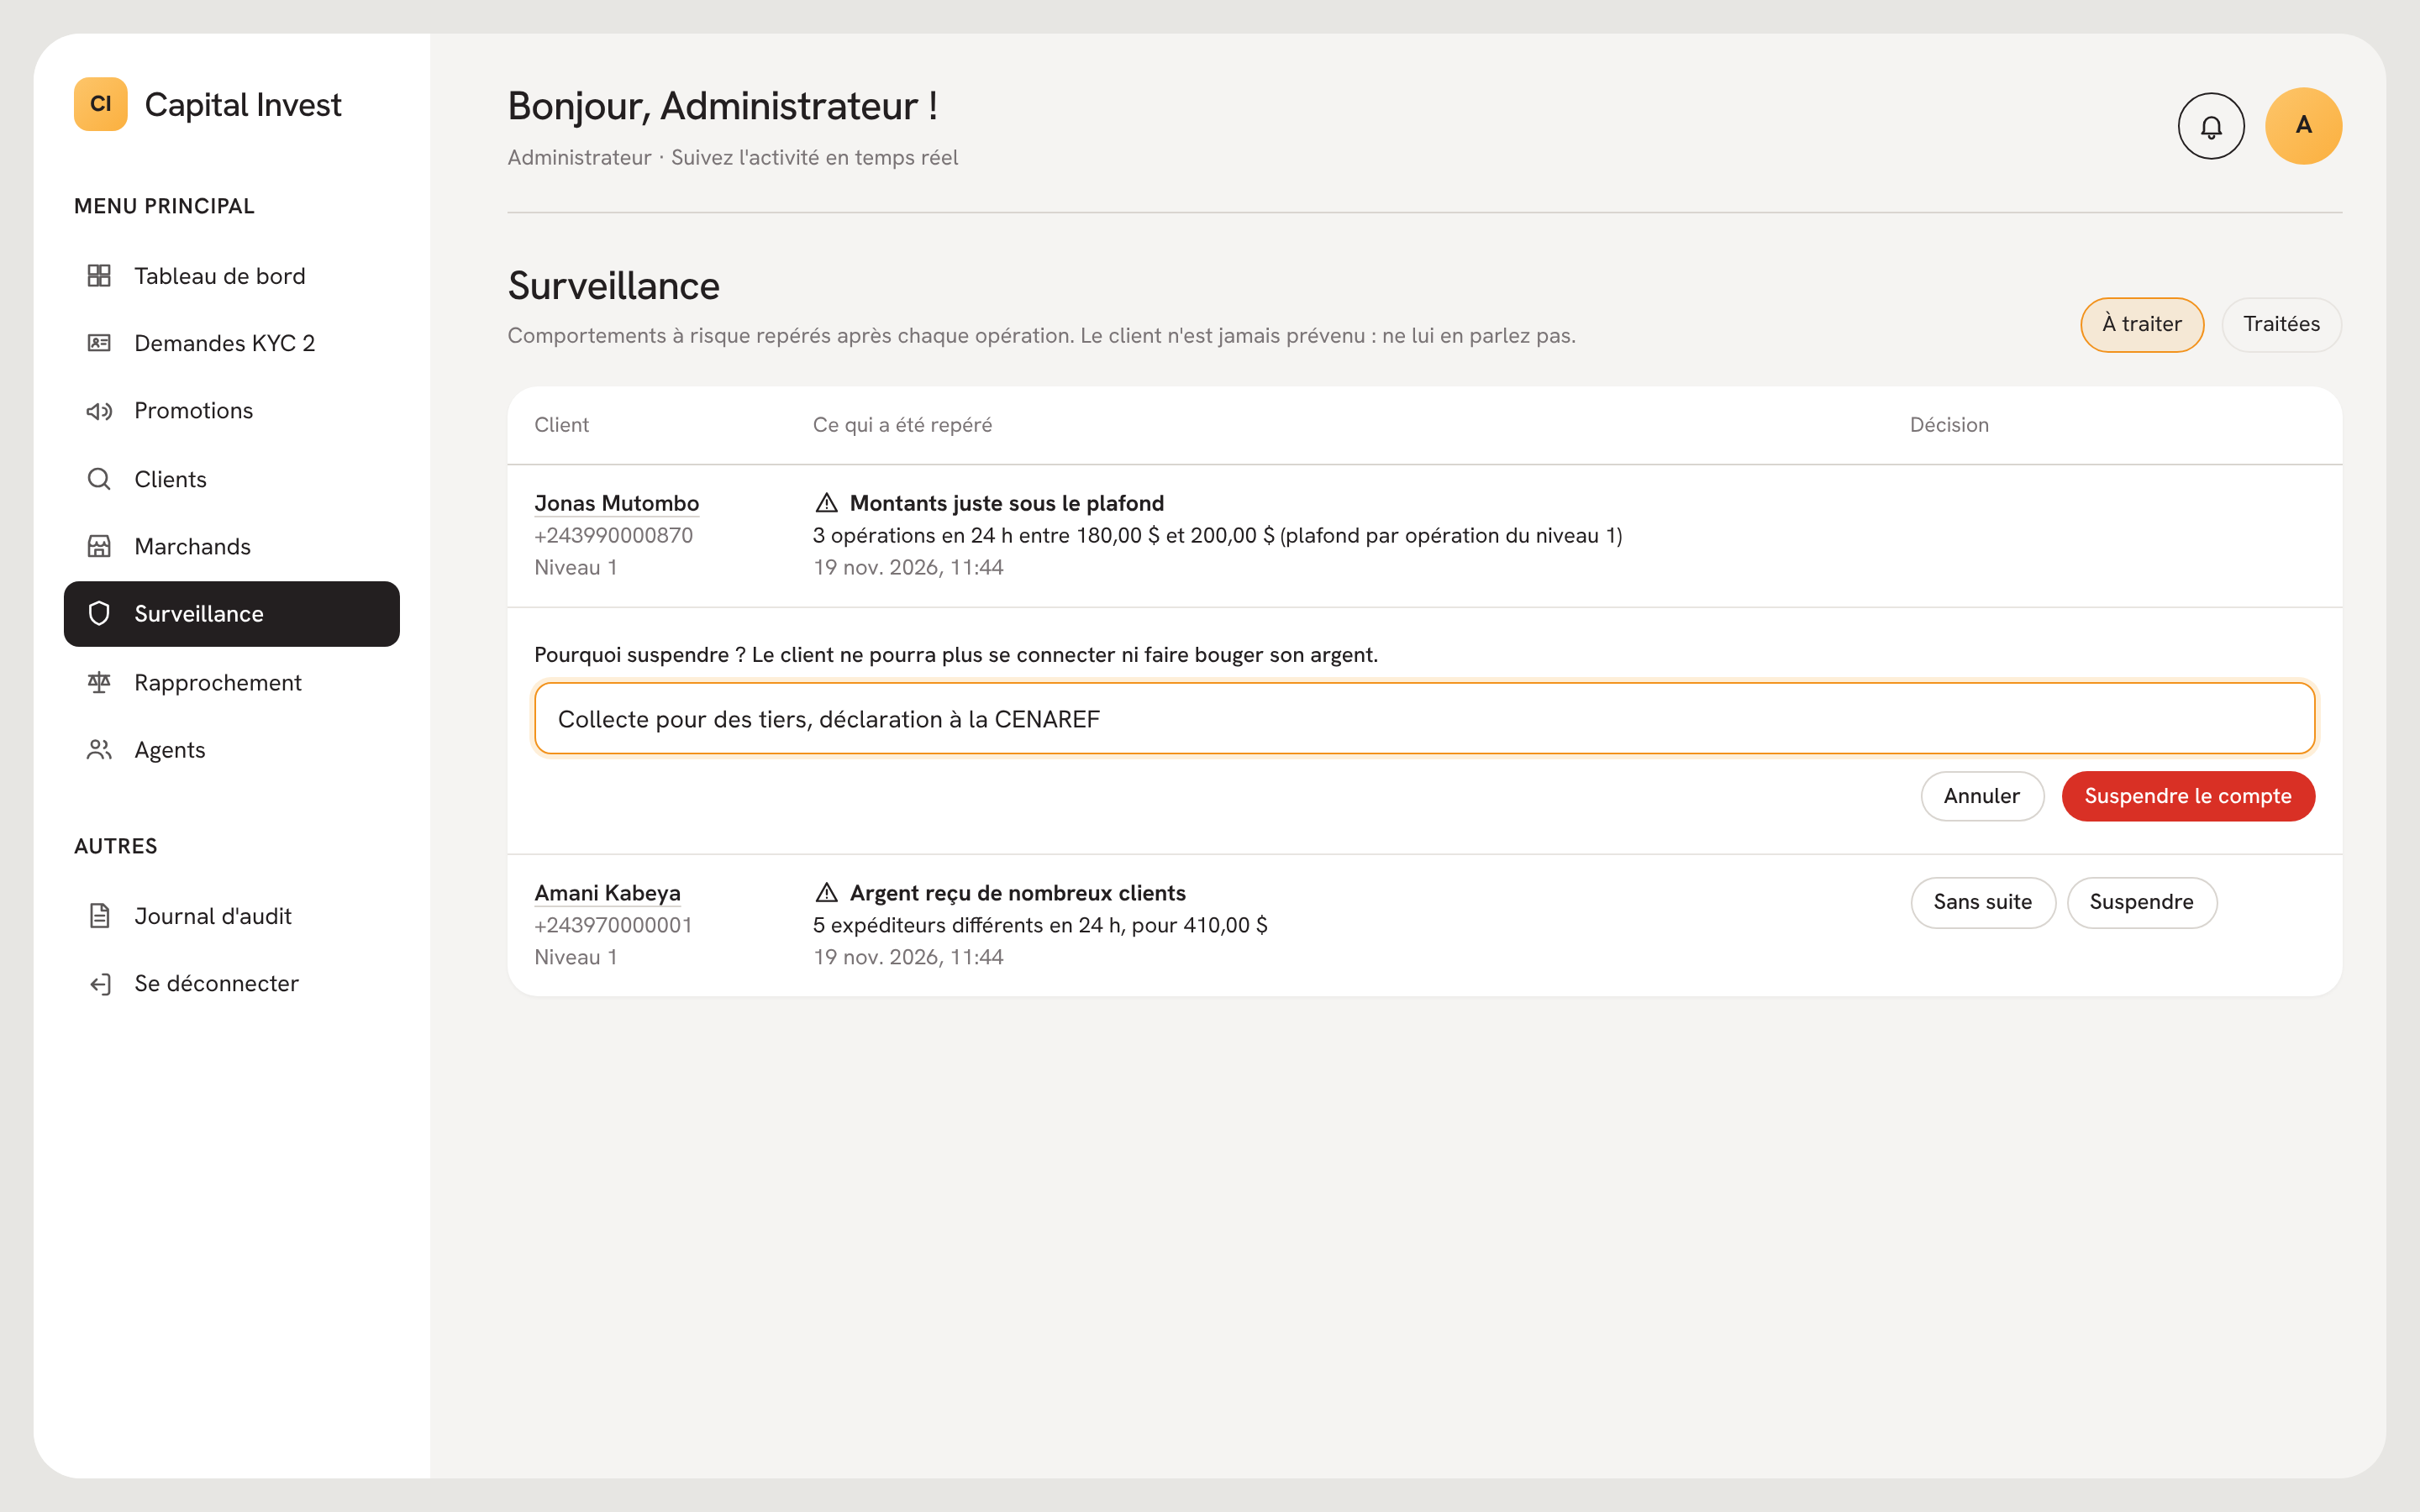 CI Capital Invest
MENU PRINCIPAL
Tableau de bord
Demandes KYC 2
Promotions
Clients
Marchands
Surveillance
Rapprochement
Agents
AUTRES
Journal d'audit
Se déconnecter
Bonjour, Administrateur !
Administrateur · Suivez l'activité en temps réel
A
Surveillance
Comportements à risque repérés après chaque opération. Le client n'est jamais prévenu : ne lui en parlez pas.
À traiter Traitées
Client Ce qui a été repéré Décision
Jonas Mutombo Montants juste sous le plafond
+243990000870 3 opérations en 24 h entre 180,00 $ et 200,00 $ (plafond par opération du niveau 1)
Niveau 1 19 nov. 2026, 11:44
Pourquoi suspendre ? Le client ne pourra plus se connecter ni faire bouger son argent.
Collecte pour des tiers, déclaration à la CENAREF
Annuler Suspendre le compte
Amani Kabeya Argent reçu de nombreux clients Sans suite Suspendre
+243970000001 5 expéditeurs différents en 24 h, pour 410,00 $
Niveau 1 19 nov. 2026, 11:44